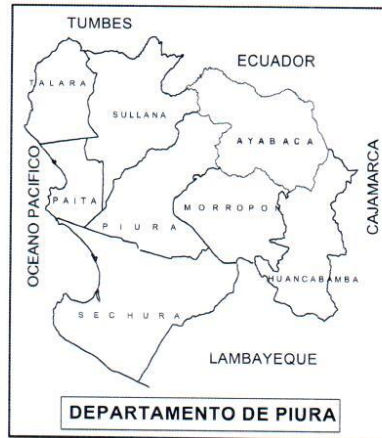 TUMBES
ECUADOR
TALARA
SULLANA
AYABACA
CAJAMARCA
OCEANO PACIFICO
PAITA
MORROPON
PIURA
HUANCABAMBA
SECHURA
LAMBAYEQUE
DEPARTAMENTO DE PIURA